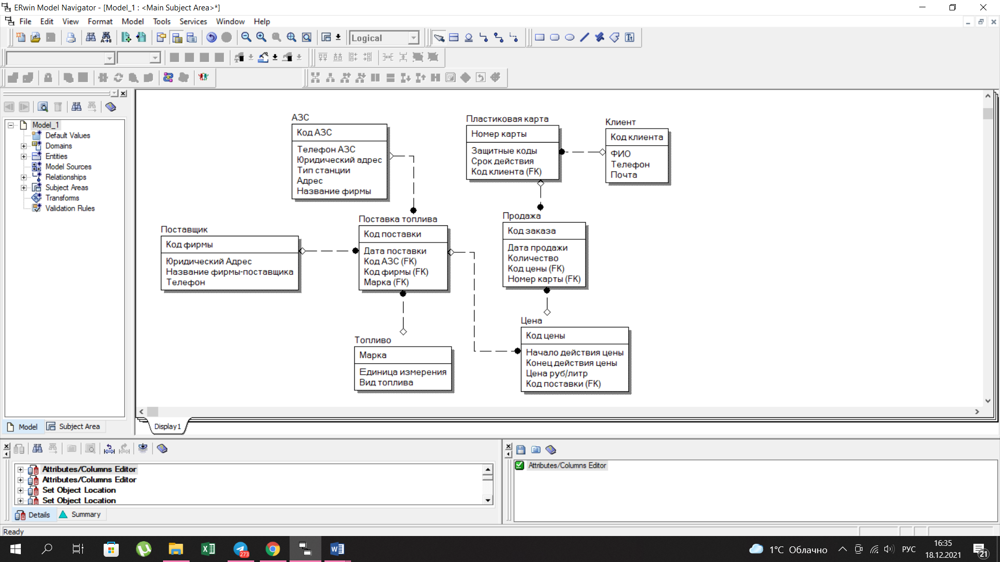 ERwin Model Navigator - [Model_1 : <Main Subject Area>*]
File Edit View Format Model Tools Services Window Help
Logical
Model_1
Default Values
Domains
Entities
Model Sources
Relationships
Subject Areas
Transforms
Validation Rules
Model
Subject Area
АЗС
Код АЗС
Телефон АЗС
Юридический адрес
Тип станции
Адрес
Название фирмы
Пластиковая карта
Номер карты
Защитные коды
Срок действия
Код клиента (FK)
Клиент
Код клиента
ФИО
Телефон
Почта
Поставщик
Код фирмы
Юридический Адрес
Название фирмы-поставщика
Телефон
Поставка топлива
Код поставки
Дата поставки
Код АЗС (FK)
Код фирмы (FK)
Марка (FK)
Продажа
Код заказа
Дата продажи
Количество
Код цены (FK)
Номер карты (FK)
Топливо
Марка
Единица измерения
Вид топлива
Цена
Код цены
Начало действия цены
Конец действия цены
Цена руб/литр
Код поставки (FK)
Display1
Attributes/Columns Editor
Attributes/Columns Editor
Set Object Location
Set Object Location
Details
Summary
Attributes/Columns Editor
Ready
273
1°C Облачно
РУС
16:35
18.12.2021
21